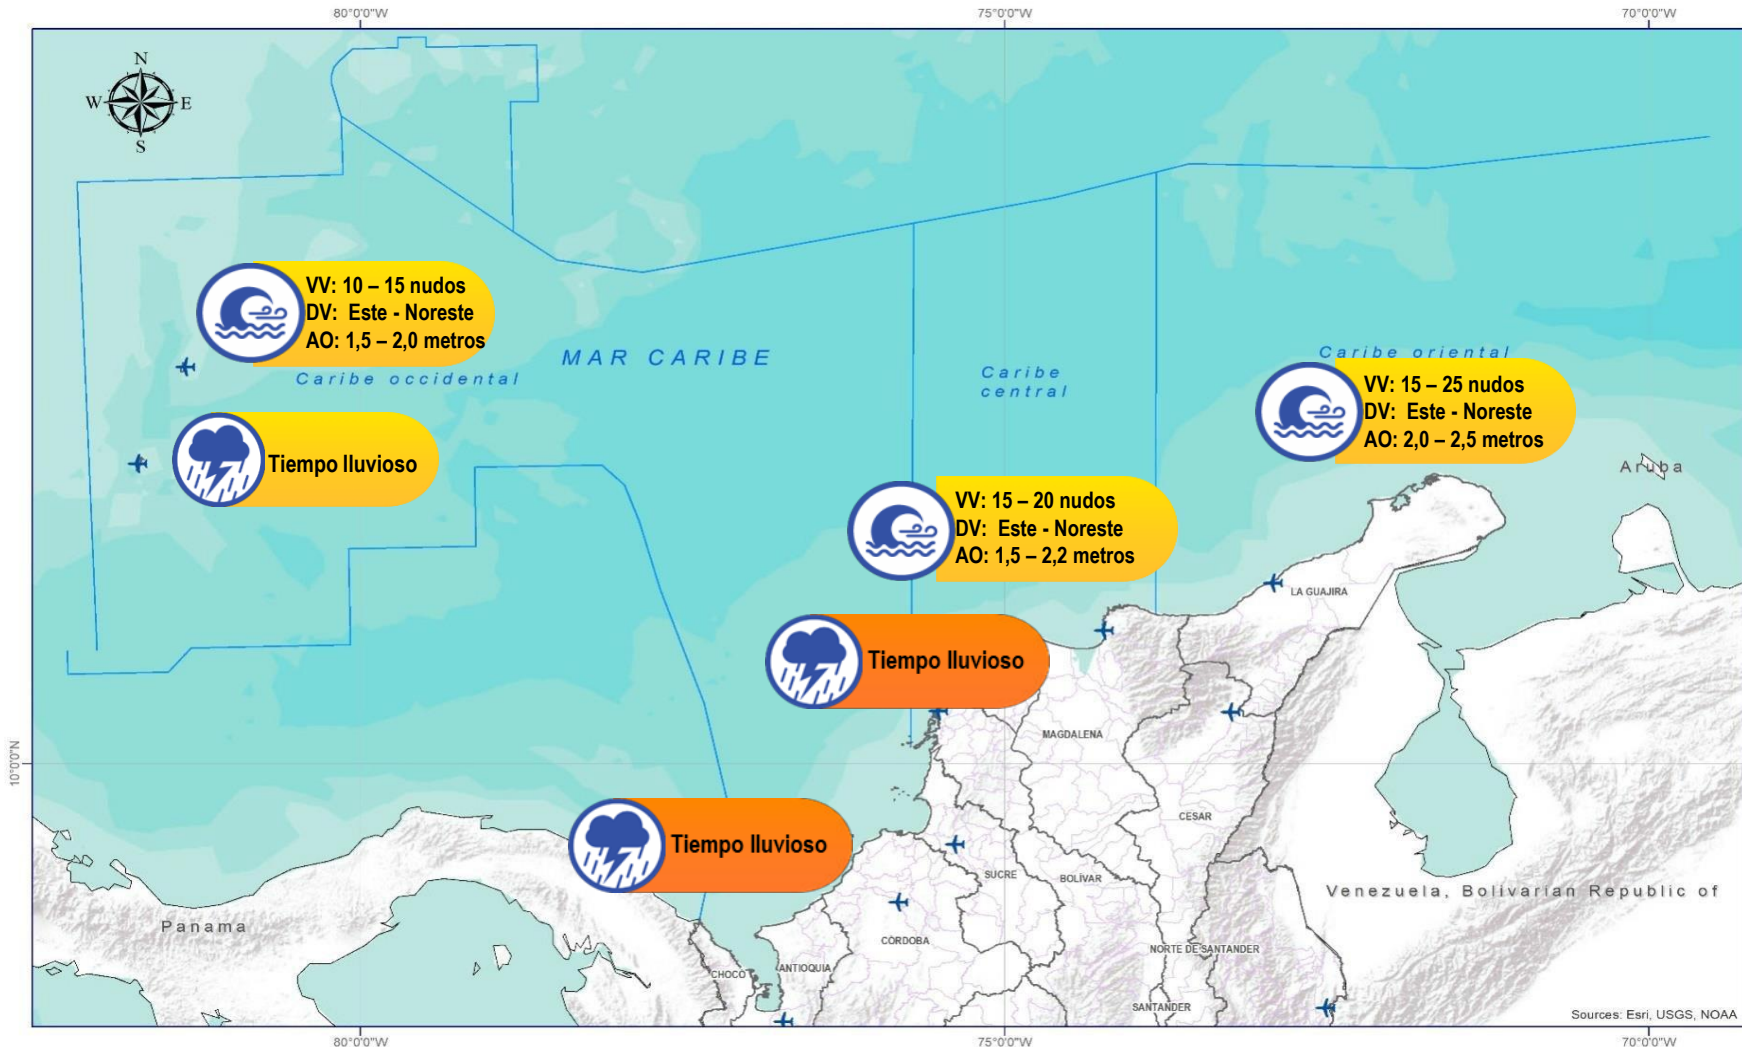 80°0'0"W
75°0'0"W
70°0'0"W
N
W
E
S
VV: 10 – 15 nudos
DV: Este - Noreste
AO: 1,5 – 2,0 metros
MAR CARIBE
Caribe occidental
Caribe
central
Caribe oriental
VV: 15 – 25 nudos
DV: Este - Noreste
AO: 2,0 – 2,5 metros
Tiempo lluvioso
Aruba
VV: 15 – 20 nudos
DV: Este - Noreste
AO: 1,5 – 2,2 metros
LA GUAJIRA
Tiempo lluvioso
MAGDALENA
10°0'0"N
CESAR
Tiempo lluvioso
SUCRE
BOLÍVAR
Venezuela, Bolivarian Republic of
Panama
CÓRDOBA
NORTE DE SANTANDER
CHOCO
ANTIOQUIA
SANTANDER
Sources: Esri, USGS, NOAA
80°0'0"W
75°0'0"W
70°0'0"W